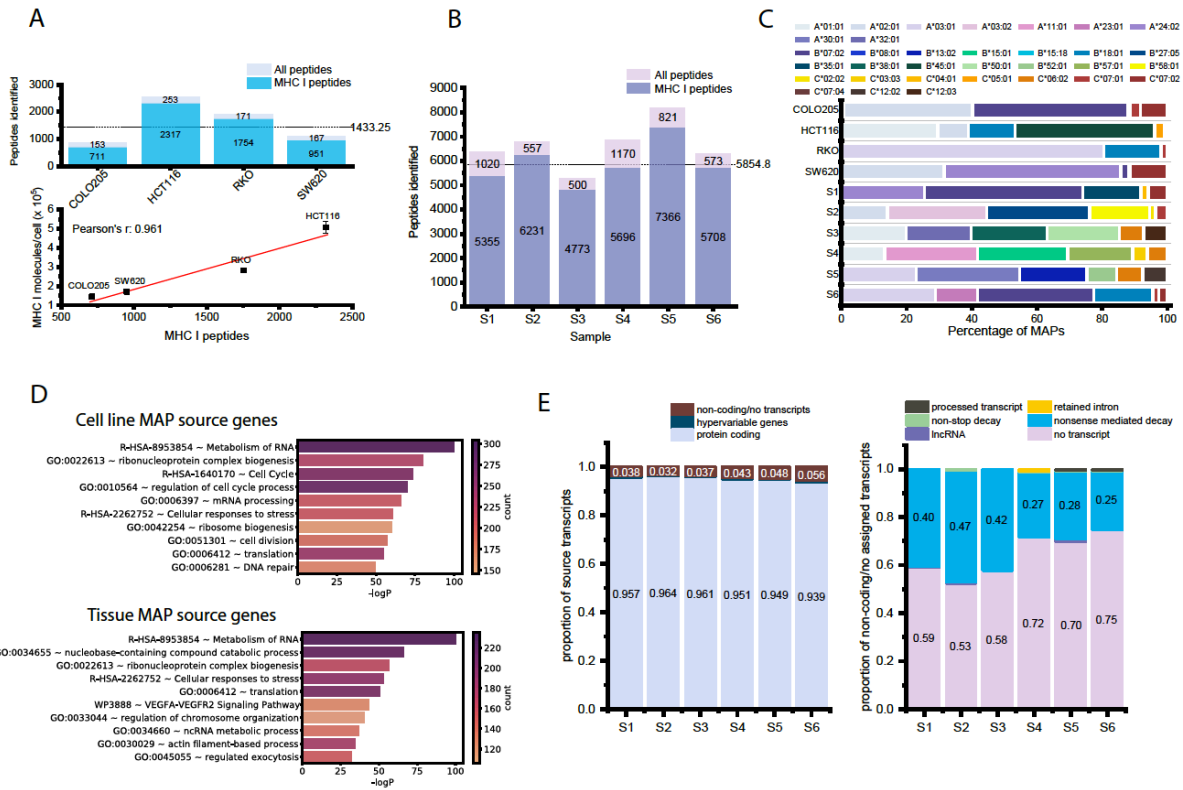 A
All peptides
MHC I peptides
Peptides identified
3000
2000
1000
0
253
2317
153
711
171
1754
167
951
1433.25
COLO205
HCT116
RKO
SW620
MHC I molecules/cell (x 10⁵)
6
5
4
3
2
1
Pearson's r: 0.961
HCT116
RKO
SW620
COLO205
500
1000
1500
2000
2500
MHC I peptides
B
All peptides
MHC I peptides
Peptides identified
9000
8000
7000
6000
5000
4000
3000
2000
1000
0
1020
557
500
1170
821
573
5854.8
5355
6231
4773
5696
7366
5708
S1 S2 S3 S4 S5 S6
Sample
C
A*01:01 A*02:01 A*03:01 A*03:02 A*11:01 A*23:01 A*24:02
A*30:01 A*32:01
B*07:02 B*08:01 B*13:02 B*15:01 B*15:18 B*18:01 B*27:05
B*35:01 B*38:01 B*45:01 B*50:01 B*52:01 B*57:01 B*58:01
C*02:02 C*03:03 C*04:01 C*05:01 C*06:02 C*07:01 C*07:02
C*07:04 C*12:02 C*12:03
COLO205
HCT116
RKO
SW620
S1
S2
S3
S4
S5
S6
0 20 40 60 80 100
Percentage of MAPs
D
Cell line MAP source genes
R-HSA-8953854 ~ Metabolism of RNA
GO:0022613 ~ ribonucleoprotein complex biogenesis
R-HSA-1640170 ~ Cell Cycle
GO:0010564 ~ regulation of cell cycle process
GO:0006397 ~ mRNA processing
R-HSA-2262752 ~ Cellular responses to stress
GO:0042254 ~ ribosome biogenesis
GO:0051301 ~ cell division
GO:0006412 ~ translation
GO:0006281 ~ DNA repair
0 25 50 75 100
-logP
300
250
200
150
count
Tissue MAP source genes
R-HSA-8953854 ~ Metabolism of RNA
GO:0034655 ~ nucleobase-containing compound catabolic process
GO:0022613 ~ ribonucleoprotein complex biogenesis
R-HSA-2262752 ~ Cellular responses to stress
GO:0006412 ~ translation
WP3888 ~ VEGFA-VEGFR2 Signaling Pathway
GO:0033044 ~ regulation of chromosome organization
GO:0034660 ~ ncRNA metabolic process
GO:0030029 ~ actin filament-based process
GO:0045055 ~ regulated exocytosis
0 25 50 75 100
-logP
220
200
180
160
140
120
count
E
non-coding/no transcripts
hypervariable genes
protein coding
proportion of source transcripts
1.0
0.8
0.6
0.4
0.2
0.0
0.038 0.032 0.037 0.043 0.048 0.056
0.957 0.964 0.961 0.951 0.949 0.939
S1 S2 S3 S4 S5 S6
processed transcript retained intron
non-stop decay nonsense mediated decay
lncRNA no transcript
proportion of non-coding/no assigned transcripts
1.0
0.8
0.6
0.4
0.2
0.0
0.40 0.47 0.42 0.27 0.28 0.25
0.59 0.53 0.58 0.72 0.70 0.75
S1 S2 S3 S4 S5 S6